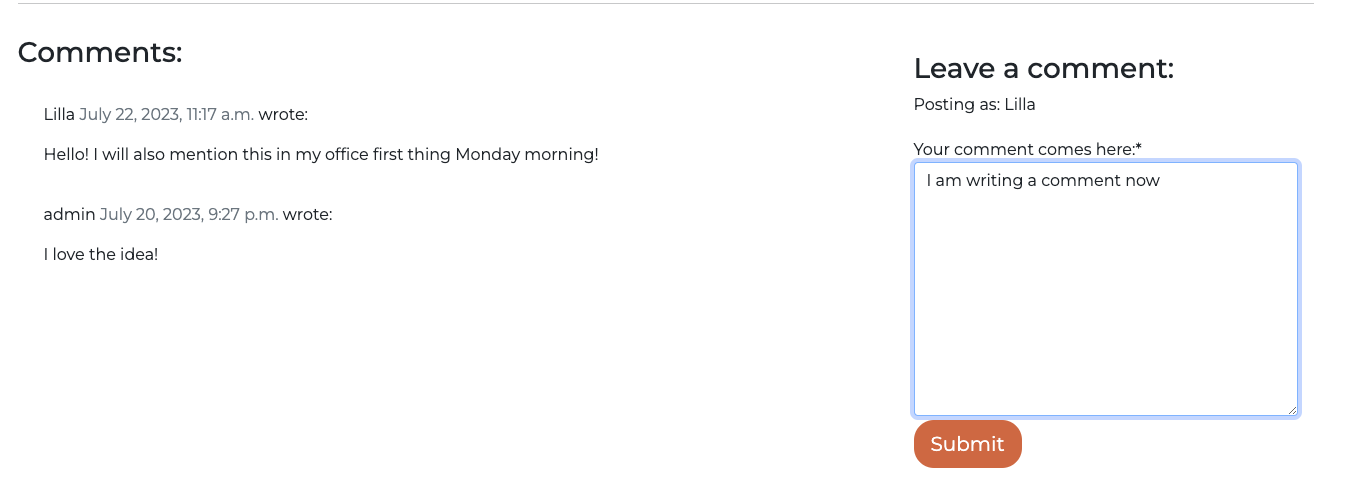 Comments:
Lilla July 22, 2023, 11:17 a.m. wrote:
Hello! I will also mention this in my office first thing Monday morning!
admin July 20, 2023, 9:27 p.m. wrote:
I love the idea!
Leave a comment:
Posting as: Lilla
Your comment comes here:*
I am writing a comment now
Submit